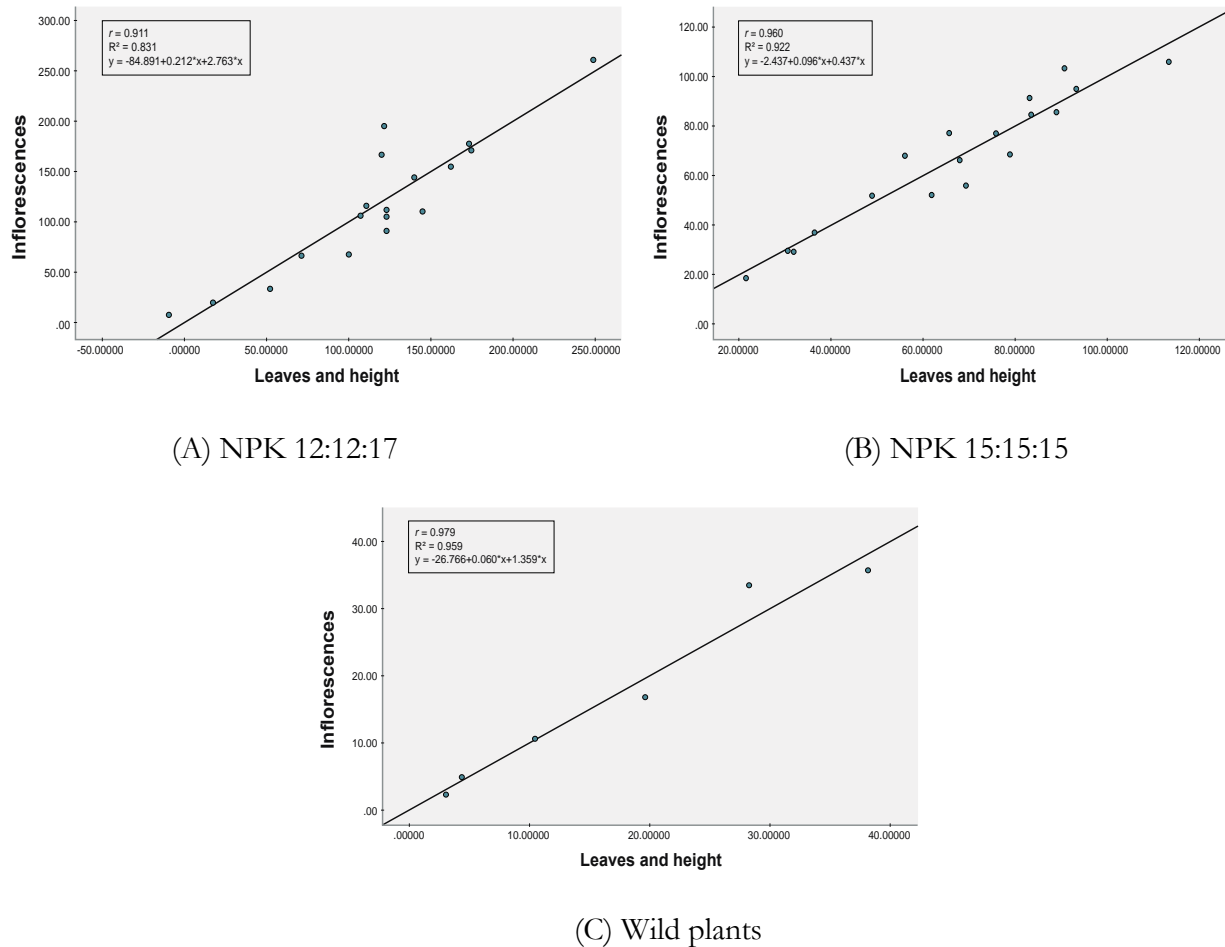 300.00
250.00
200.00
150.00
100.00
50.00
.00
Inflorescences
r = 0.911
R² = 0.831
y = -84.891+0.212*x+2.763*x
-50.00000 .00000 50.00000 100.00000 150.00000 200.00000 250.00000
Leaves and height
(A) NPK 12:12:17
120.00
100.00
80.00
60.00
40.00
20.00
.00
Inflorescences
r = 0.960
R² = 0.922
y = -2.437+0.096*x+0.437*x
20.00000 40.00000 60.00000 80.00000 100.00000 120.00000
Leaves and height
(B) NPK 15:15:15
40.00
30.00
20.00
10.00
.00
Inflorescences
r = 0.979
R² = 0.959
y = -26.766+0.060*x+1.359*x
.00000 10.00000 20.00000 30.00000 40.00000
Leaves and height
(C) Wild plants